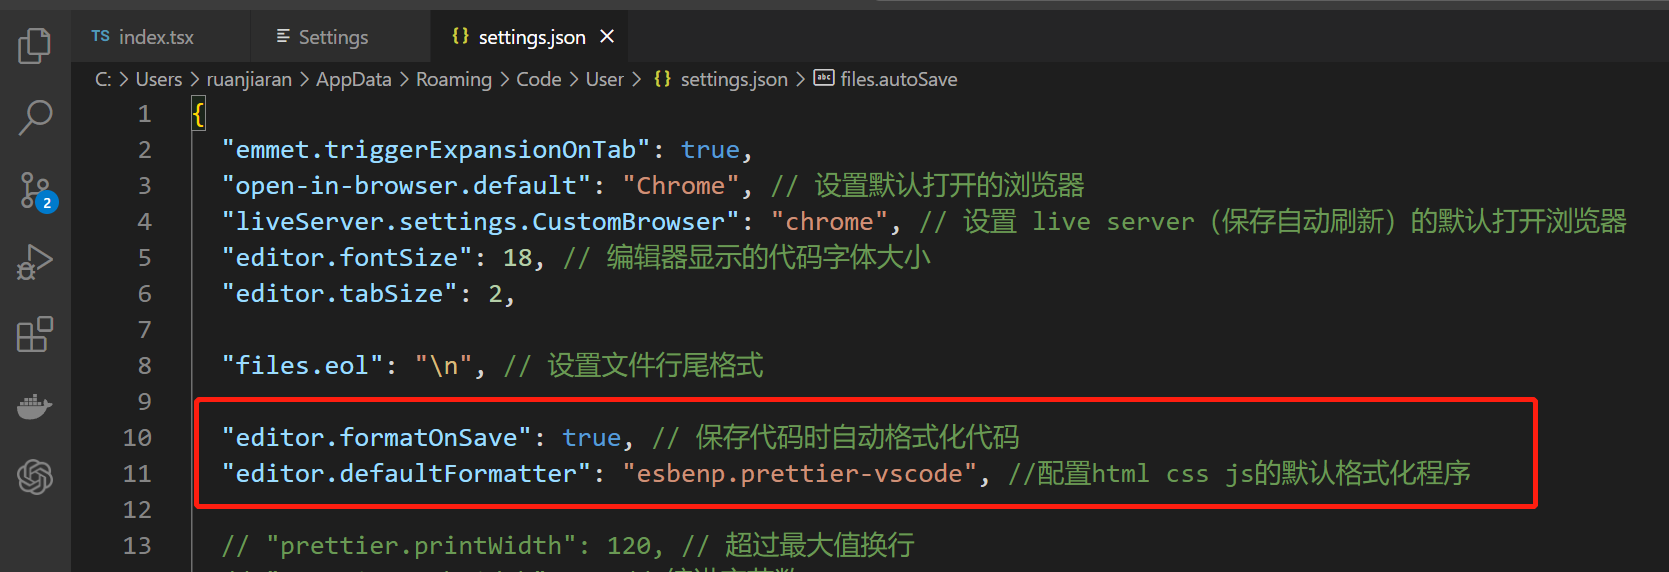 TS index.tsx Settings {} settings.json ×
C: > Users > ruanjiaran > AppData > Roaming > Code > User > {} settings.json > abc files.autoSave
1 {
2 "emmet.triggerExpansionOnTab": true,
3 "open-in-browser.default": "Chrome", // 设置默认打开的浏览器
4 "liveServer.settings.CustomBrowser": "chrome", // 设置 live server（保存自动刷新）的默认打开浏览器
5 "editor.fontSize": 18, // 编辑器显示的代码字体大小
6 "editor.tabSize": 2,
7
8 "files.eol": "\n", // 设置文件行尾格式
9
10 "editor.formatOnSave": true, // 保存代码时自动格式化代码
11 "editor.defaultFormatter": "esbenp.prettier-vscode", //配置html css js的默认格式化程序
12
13 // "prettier.printWidth": 120, // 超过最大值换行
2